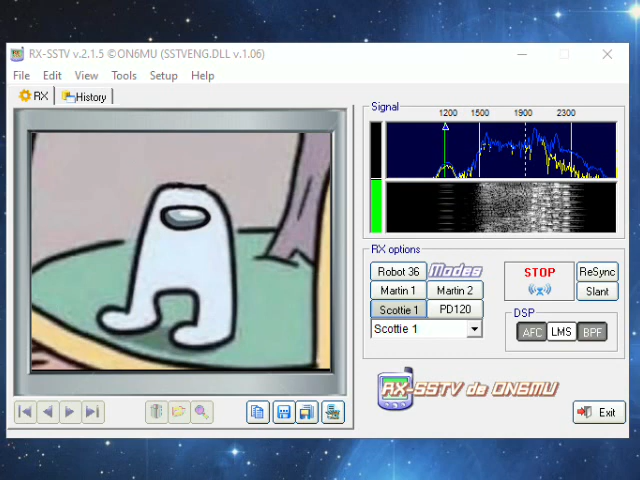 RX-SSTV v.2.1.5 ©ON6MU (SSTVENG.DLL v.1.06)
File Edit View Tools Setup Help
RX History
Signal
1200 1500 1900 2300
RX options
Robot 36 Modes
Martin 1 Martin 2
Scottie 1 PD120
Scottie 1
STOP
ReSync
Slant
DSP
AFC LMS BPF
RX-SSTV de ON6MU
Exit